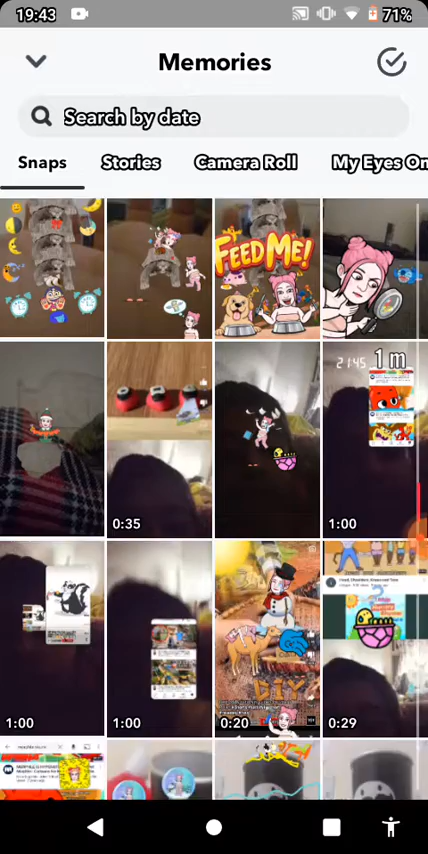 19:43
71%
Memories
Search by date
Snaps
Stories
Camera Roll
My Eyes On
FEED ME!
0:35
21:45
1 m
1:00
1:00
1:00
DIY
0:20
0:29